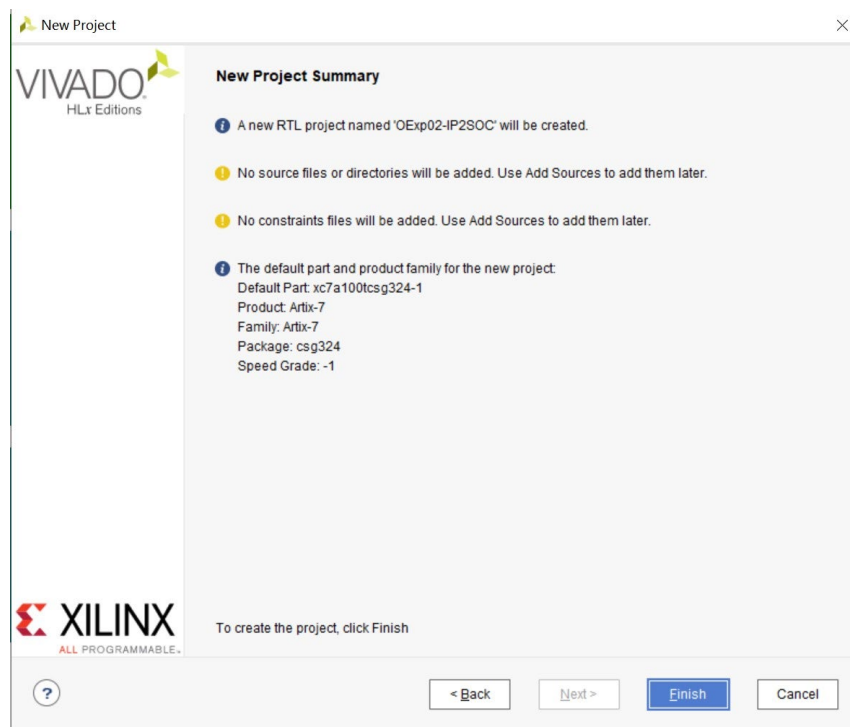 New Project
VIVADO
HLx Editions
New Project Summary
A new RTL project named 'OExp02-IP2SOC' will be created.
No source files or directories will be added. Use Add Sources to add them later.
No constraints files will be added. Use Add Sources to add them later.
The default part and product family for the new project:
Default Part: xc7a100tcsg324-1
Product: Artix-7
Family: Artix-7
Package: csg324
Speed Grade: -1
XILINX
ALL PROGRAMMABLE.
To create the project, click Finish
?
< Back
Next >
Finish
Cancel